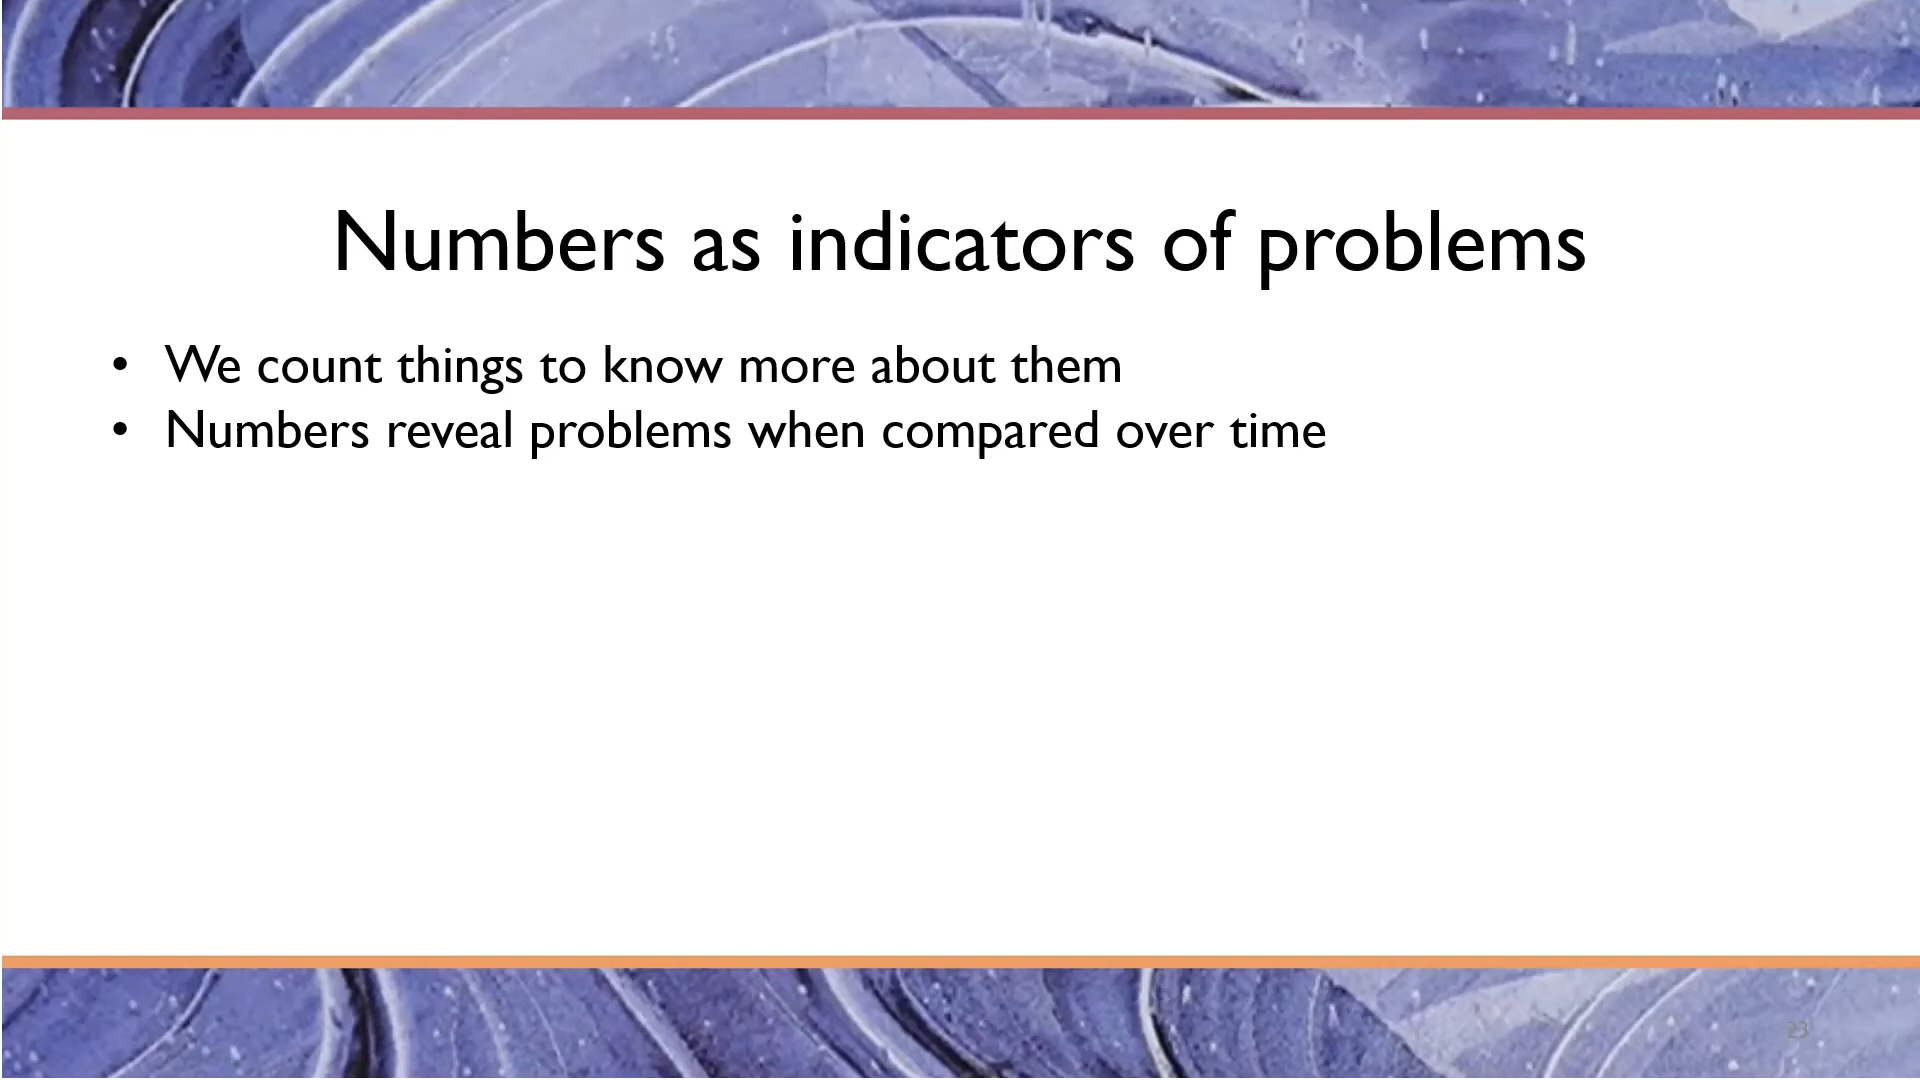 Numbers as indicators of problems
• We count things to know more about them
• Numbers reveal problems when compared over time
23